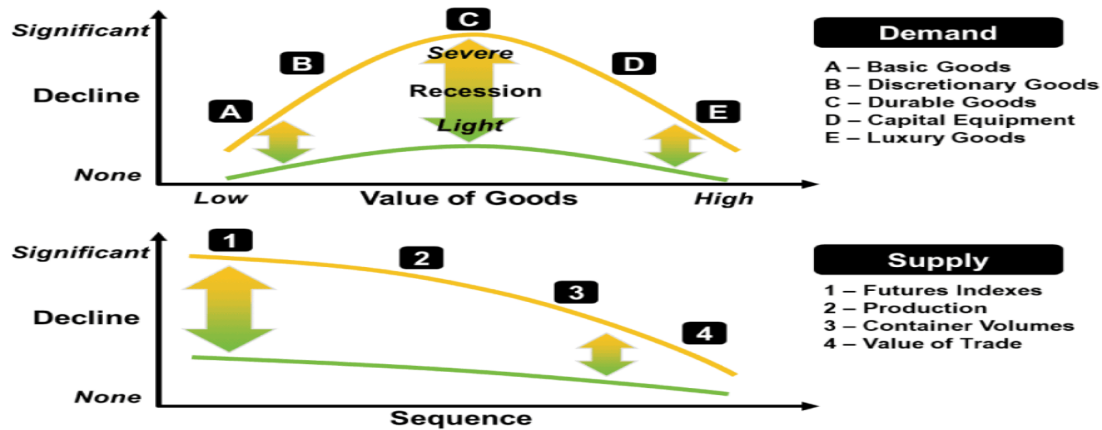 Significant
Decline
None
A
B
C
D
E
Severe
Recession
Light
Low
Value of Goods
High
Demand
A – Basic Goods
B – Discretionary Goods
C – Durable Goods
D – Capital Equipment
E – Luxury Goods
Significant
Decline
None
1
2
3
4
Sequence
Supply
1 – Futures Indexes
2 – Production
3 – Container Volumes
4 – Value of Trade